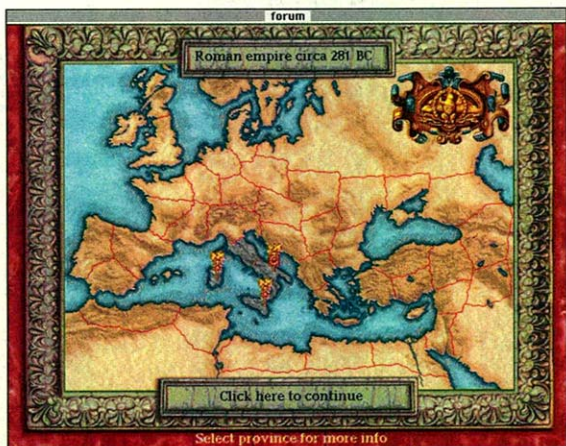 forum
Roman empire circa 281 BC
Click here to continue
Select province for more info